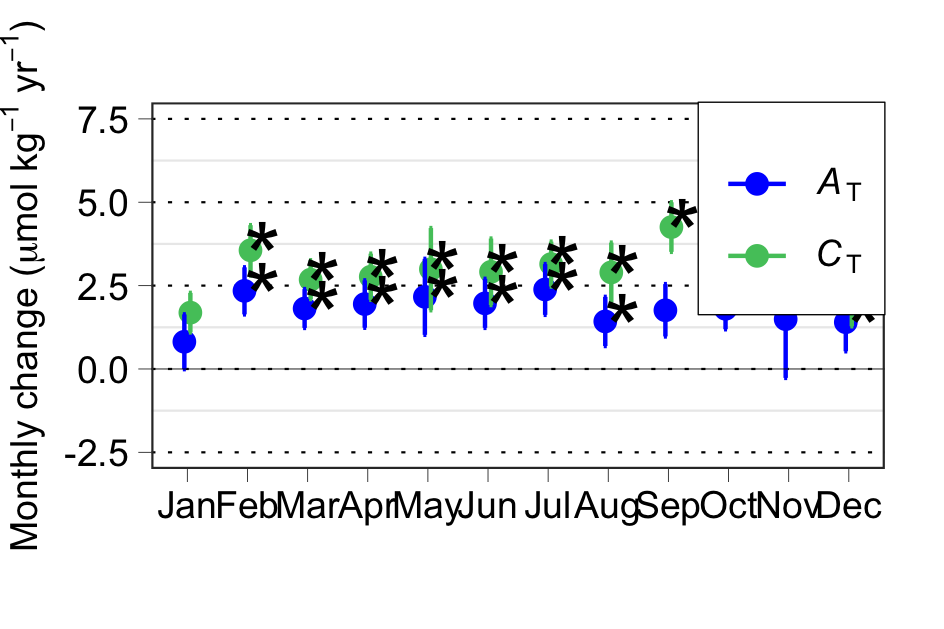 Monthly change (μmol kg⁻¹ yr⁻¹)
7.5
5.0
2.5
0.0
-2.5
A_T
C_T
Jan Feb Mar Apr May Jun Jul Aug Sep Oct Nov Dec